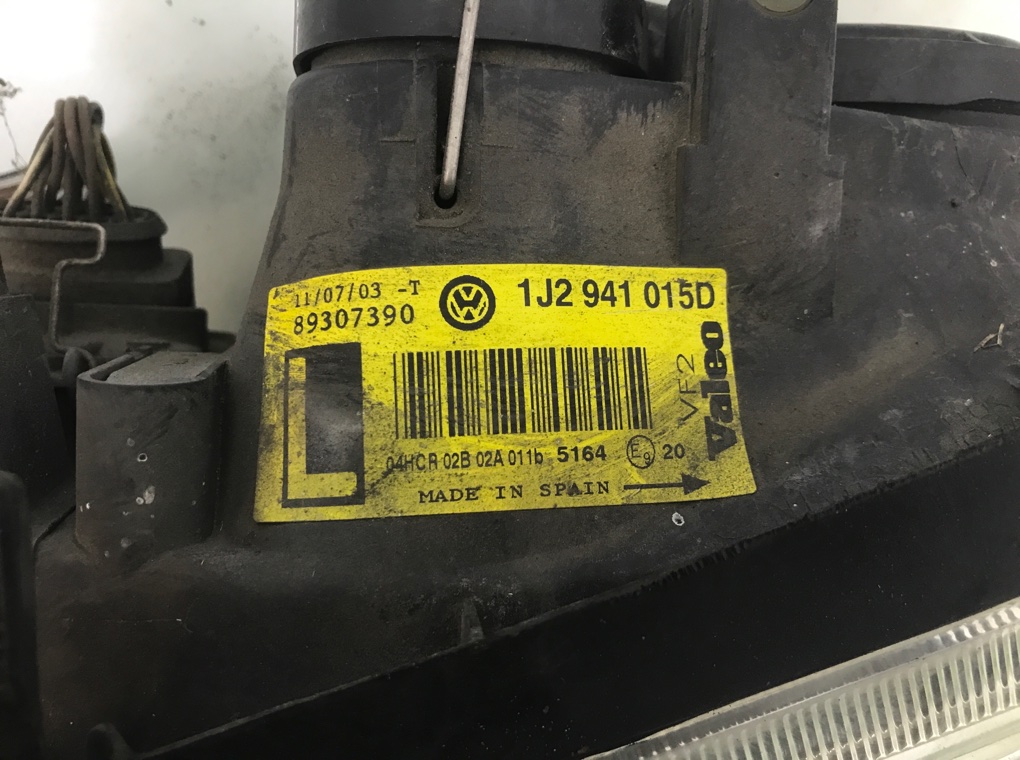 11/07/03 -T
89307390
1J2 941 015D
Valeo
VF2
L
04HCR 02B 02A 011b 5164 E9 20
MADE IN SPAIN